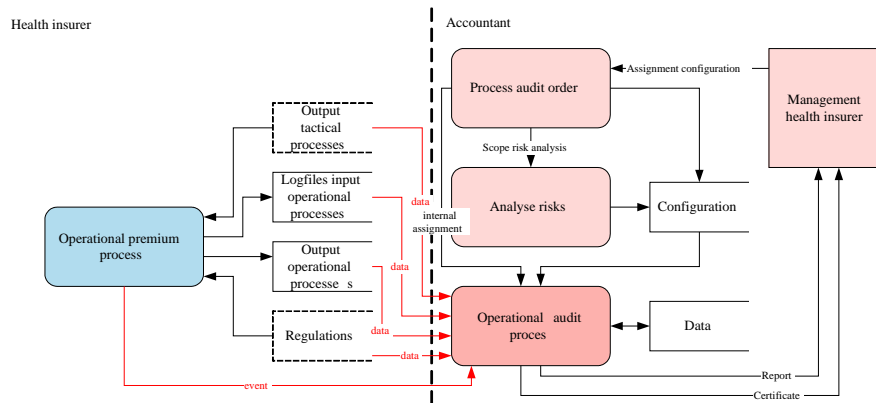 Health insurer
Accountant
Process audit order
Assignment configuration
Management
health insurer
Output
tactical
processes
Scope risk analysis
Logfiles input
operational
processes
data
internal
assignment
Analyse risks
Configuration
Operational premium
process
Output
operational
processe s
data
Regulations
data
data
Operational audit
proces
Data
event
Report
Certificate